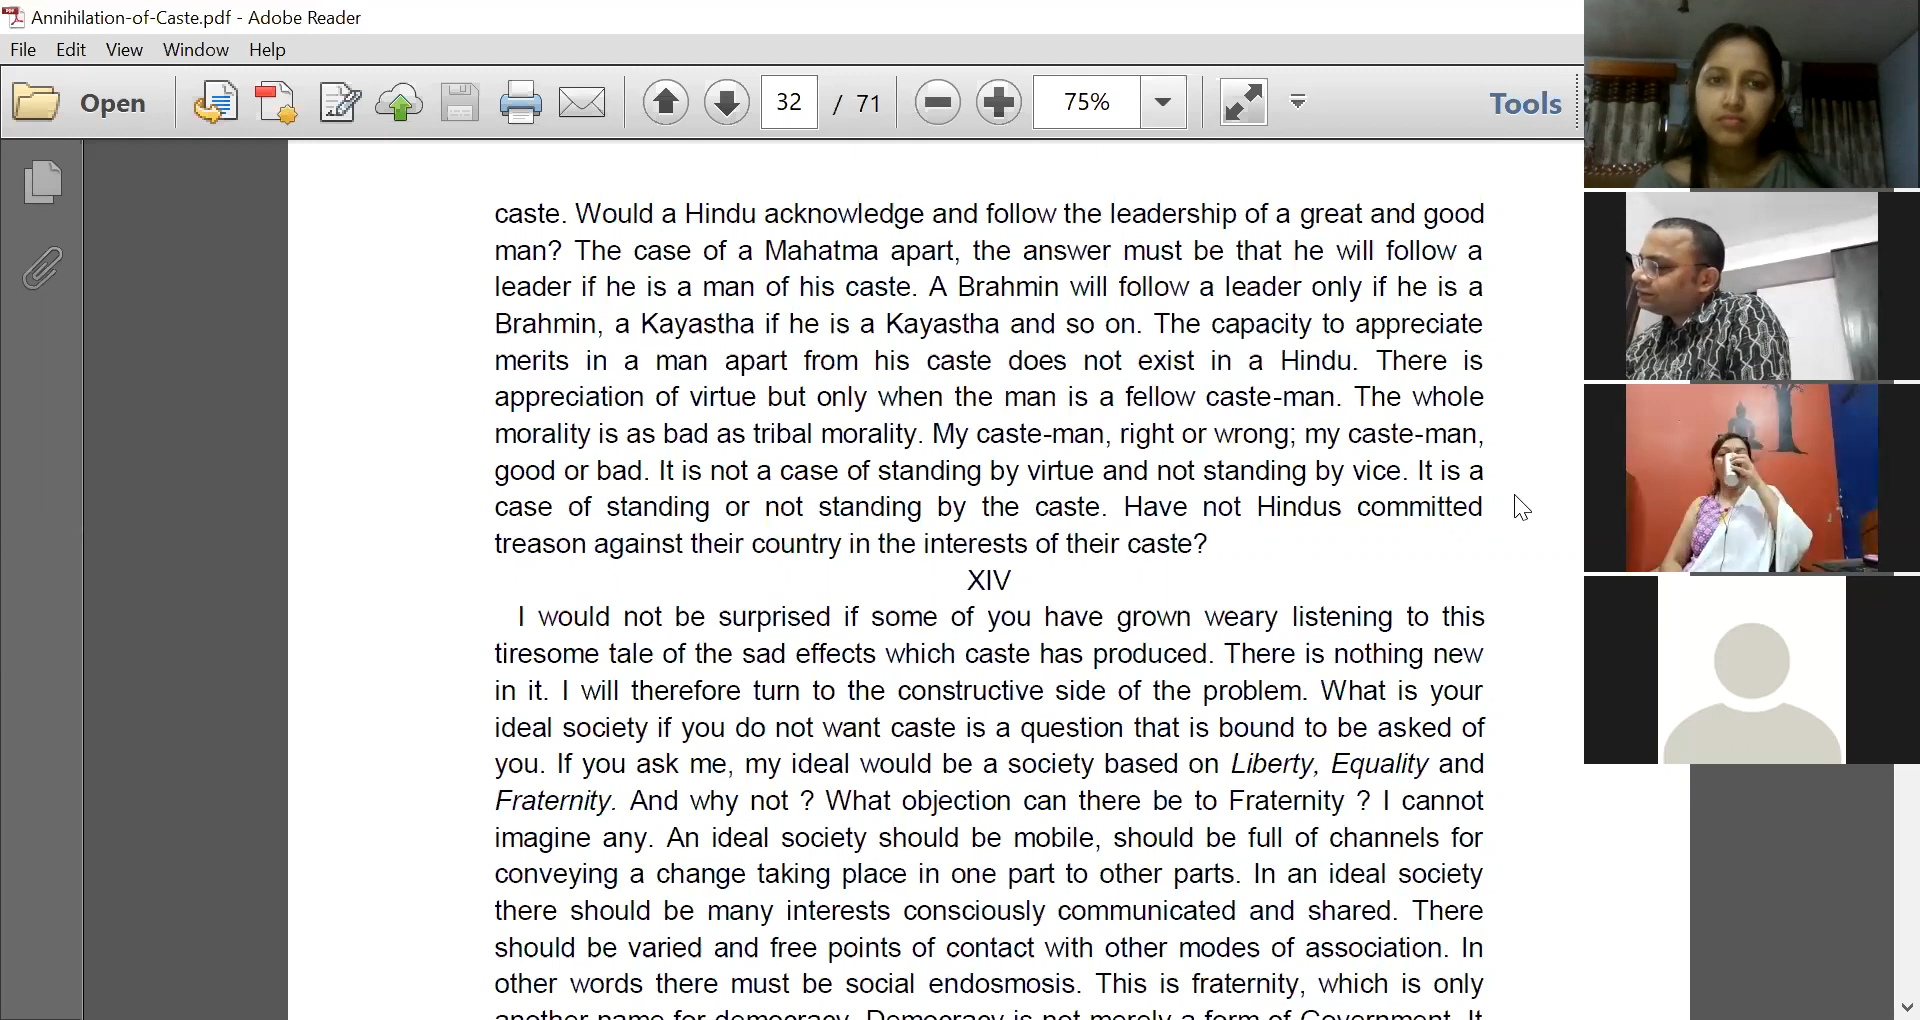 Annihilation-of-Caste.pdf - Adobe Reader
File Edit View Window Help
Open 32 / 71 75% Tools
caste. Would a Hindu acknowledge and follow the leadership of a great and good
man? The case of a Mahatma apart, the answer must be that he will follow a
leader if he is a man of his caste. A Brahmin will follow a leader only if he is a
Brahmin, a Kayastha if he is a Kayastha and so on. The capacity to appreciate
merits in a man apart from his caste does not exist in a Hindu. There is
appreciation of virtue but only when the man is a fellow caste-man. The whole
morality is as bad as tribal morality. My caste-man, right or wrong; my caste-man,
good or bad. It is not a case of standing by virtue and not standing by vice. It is a
case of standing or not standing by the caste. Have not Hindus committed
treason against their country in the interests of their caste?
XIV
I would not be surprised if some of you have grown weary listening to this
tiresome tale of the sad effects which caste has produced. There is nothing new
in it. I will therefore turn to the constructive side of the problem. What is your
ideal society if you do not want caste is a question that is bound to be asked of
you. If you ask me, my ideal would be a society based on Liberty, Equality and
Fraternity. And why not ? What objection can there be to Fraternity ? I cannot
imagine any. An ideal society should be mobile, should be full of channels for
conveying a change taking place in one part to other parts. In an ideal society
there should be many interests consciously communicated and shared. There
should be varied and free points of contact with other modes of association. In
other words there must be social endosmosis. This is fraternity, which is only
another name for democracy. Democracy is not merely a form of Government. It